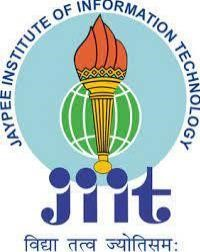 JAYPEE INSTITUTE OF INFORMATION TECHNOLOGY
jiit
विद्या तत्व ज्योतिसमः